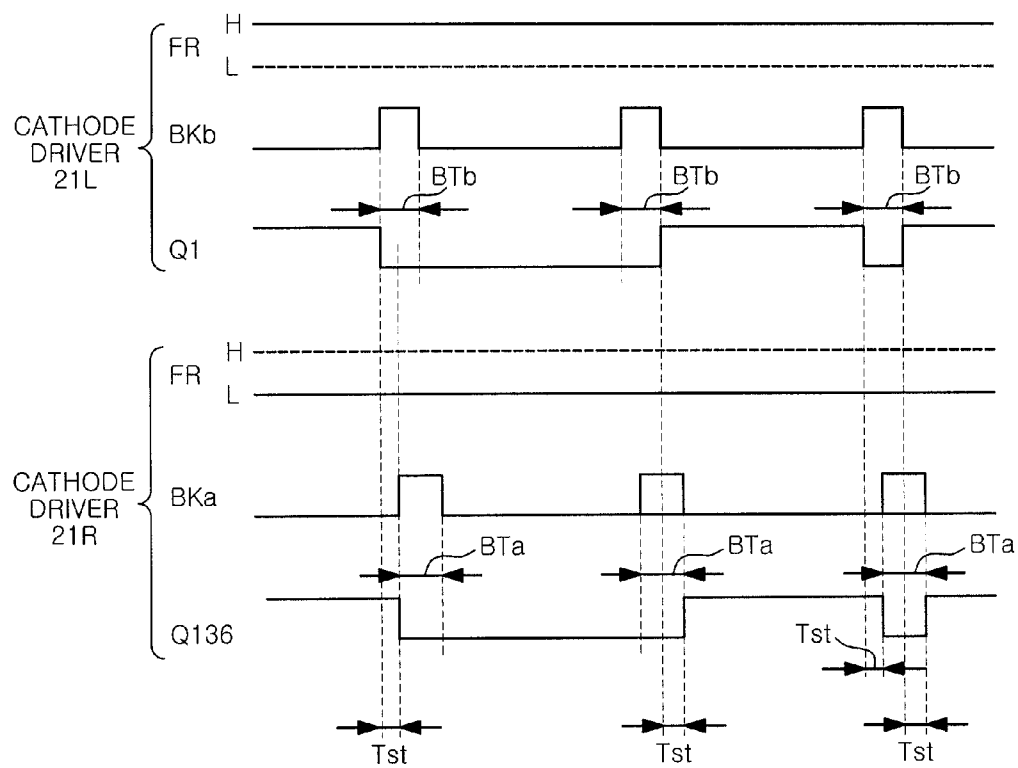 H
FR
L
CATHODE
DRIVER
21L
BKb
BTb BTb BTb
Q1
H
FR
L
CATHODE
DRIVER
21R
BKa
BTa BTa BTa
Q136
Tst
Tst Tst Tst